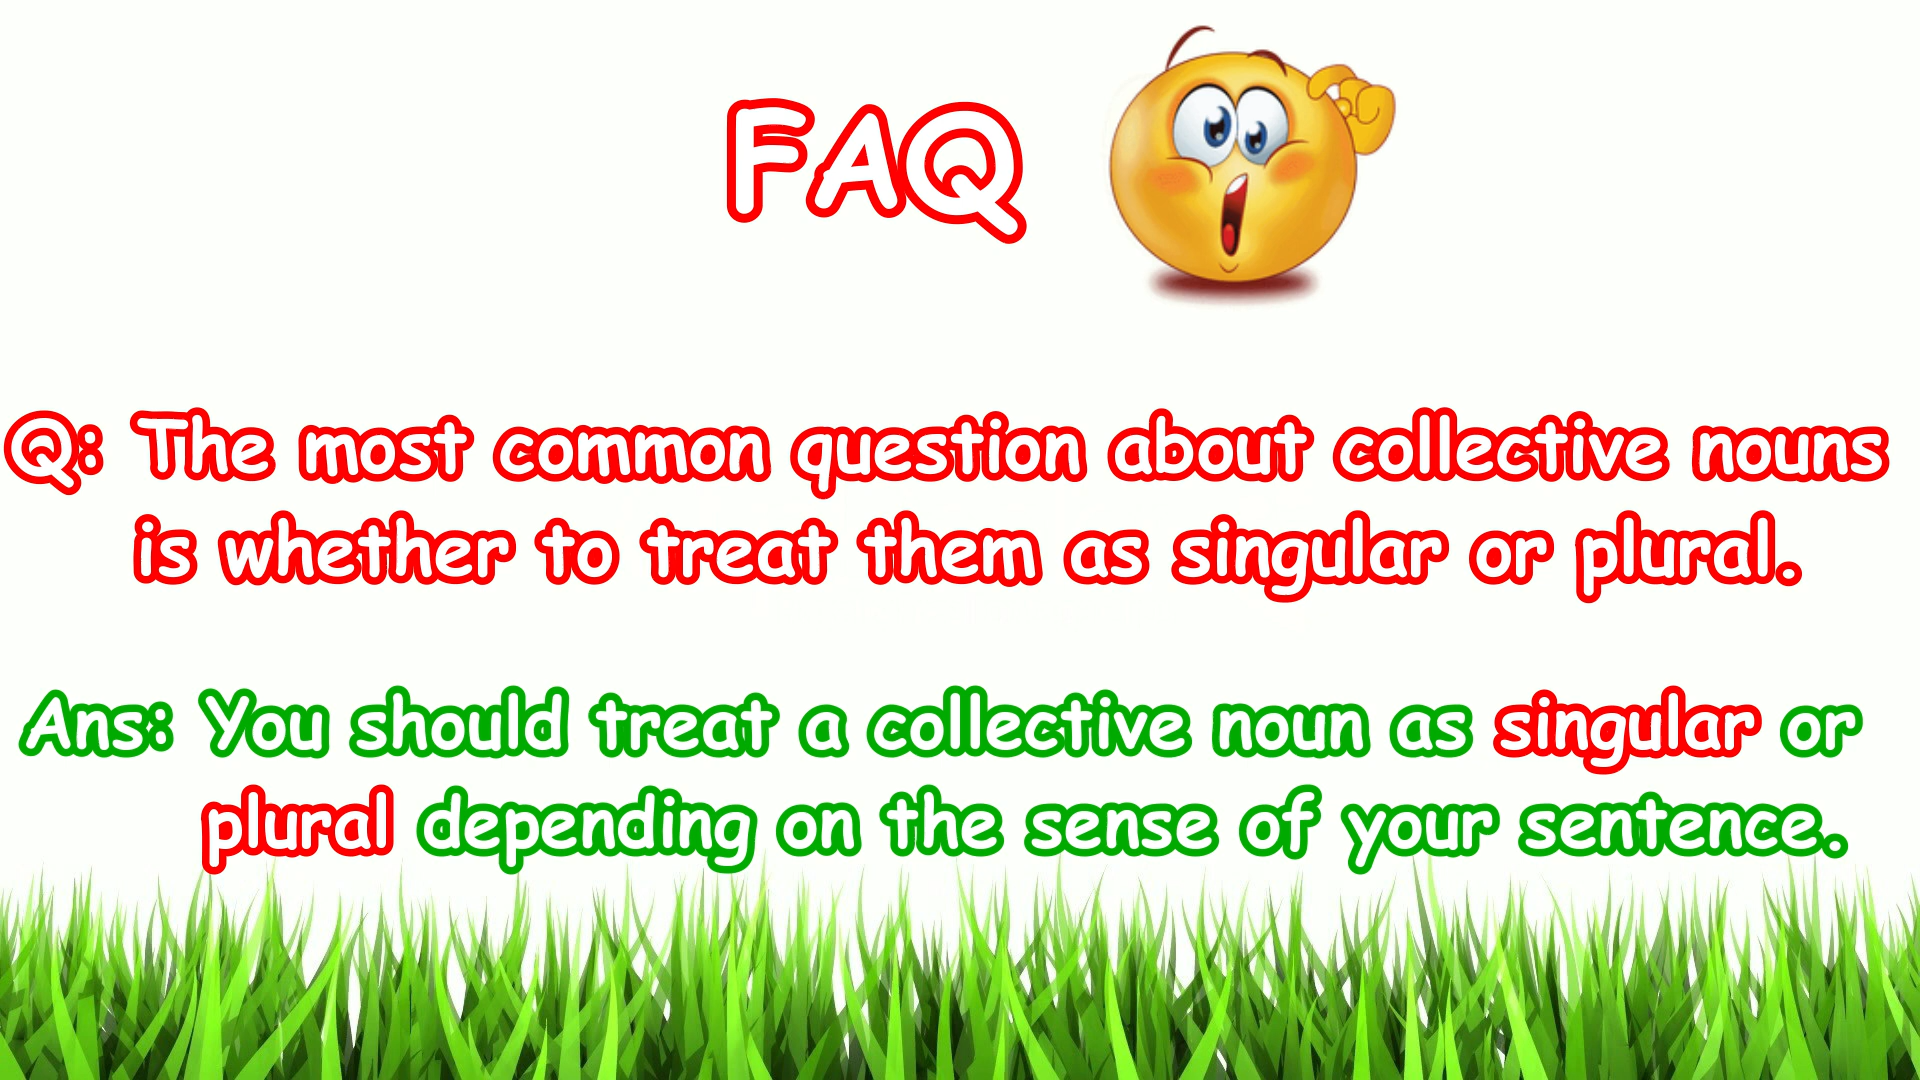 FAQ
Q: The most common question about collective nouns
is whether to treat them as singular or plural.
Ans: You should treat a collective noun as singular or
plural depending on the sense of your sentence.